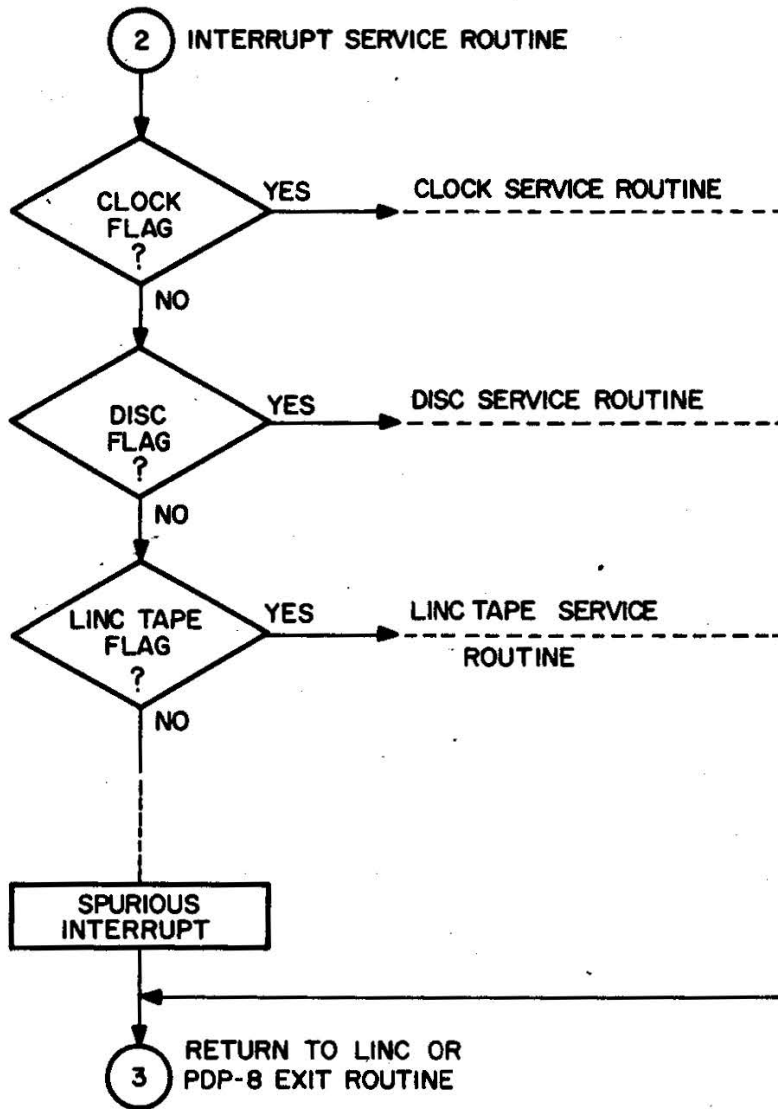 2 INTERRUPT SERVICE ROUTINE
CLOCK
FLAG
?
YES
CLOCK SERVICE ROUTINE
NO
DISC
FLAG
?
YES
DISC SERVICE ROUTINE
NO
LINC TAPE
FLAG
?
YES
LINC TAPE SERVICE
ROUTINE
NO
SPURIOUS
INTERRUPT
3
RETURN TO LINC OR
PDP-8 EXIT ROUTINE